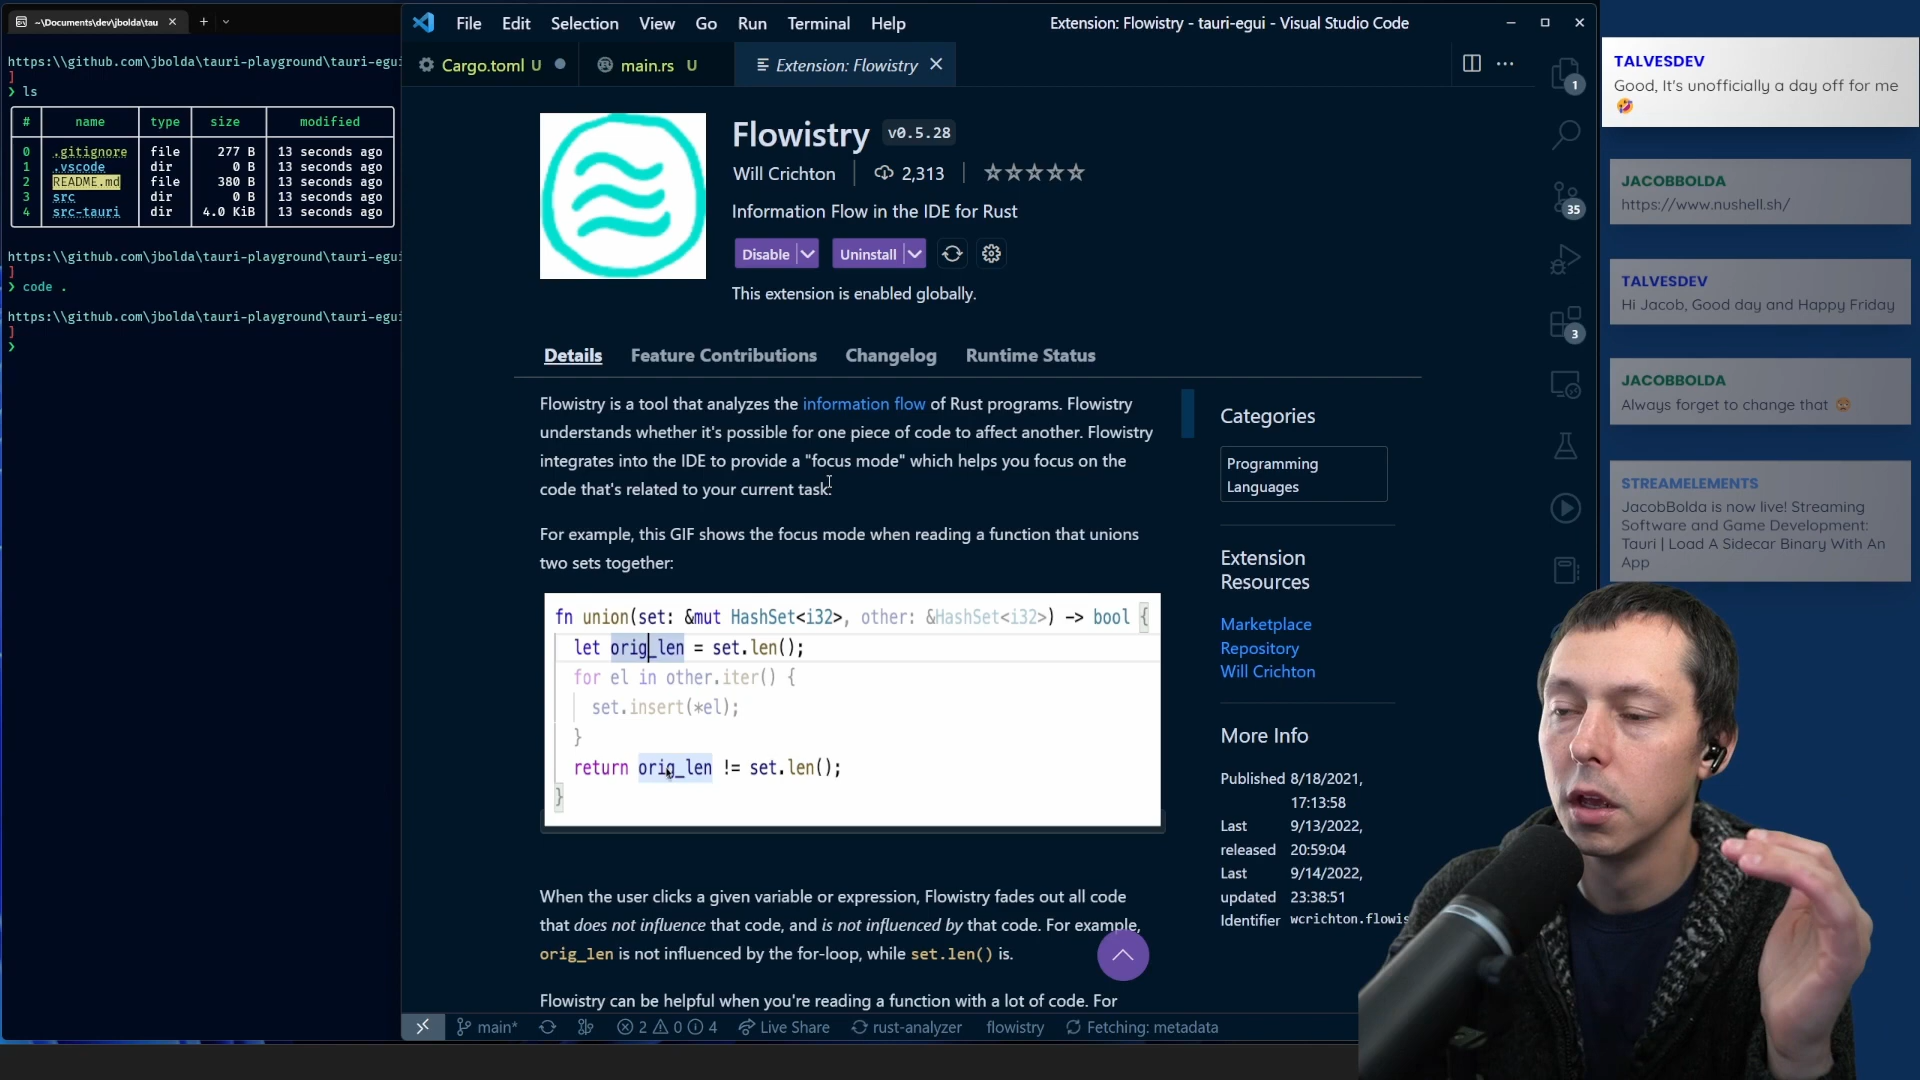 ~\Documents\dev\jbolda\tau
https:\\github.com\jbolda\tauri-playground\tauri-egui
]
❯ ls
# name type size modified
0 .gitignore file 277 B 13 seconds ago
1 .vscode dir 0 B 13 seconds ago
2 README.md file 380 B 13 seconds ago
3 src dir 0 B 13 seconds ago
4 src-tauri dir 4.0 KiB 13 seconds ago
https:\\github.com\jbolda\tauri-playground\tauri-egui
]
❯ code .
https:\\github.com\jbolda\tauri-playground\tauri-egui
]
❯
File Edit Selection View Go Run Terminal Help
Extension: Flowistry - tauri-egui - Visual Studio Code
Cargo.toml U
main.rs U
Extension: Flowistry
Flowistry v0.5.28
Will Crichton 2,313
Information Flow in the IDE for Rust
Disable Uninstall
This extension is enabled globally.
Details Feature Contributions Changelog Runtime Status
Flowistry is a tool that analyzes the information flow of Rust programs. Flowistry
understands whether it's possible for one piece of code to affect another. Flowistry
integrates into the IDE to provide a "focus mode" which helps you focus on the
code that's related to your current task.
For example, this GIF shows the focus mode when reading a function that unions
two sets together:
fn union(set: &mut HashSet<i32>, other: &HashSet<i32>) -> bool {
let orig_len = set.len();
for el in other.iter() {
set.insert(*el);
}
return orig_len != set.len();
}
When the user clicks a given variable or expression, Flowistry fades out all code
that does not influence that code, and is not influenced by that code. For example,
orig_len is not influenced by the for-loop, while set.len() is.
Flowistry can be helpful when you're reading a function with a lot of code. For
Categories
Programming
Languages
Extension
Resources
Marketplace
Repository
Will Crichton
More Info
Published 8/18/2021,
17:13:58
Last 9/13/2022,
released 20:59:04
Last 9/14/2022,
updated 23:38:51
Identifier wcrichton.flowis
1
35
3
main* 2 0 4 Live Share rust-analyzer flowistry Fetching: metadata
TALVESDEV
Good, It's unofficially a day off for me
🤣
JACOBBOLDA
https://www.nushell.sh/
TALVESDEV
Hi Jacob, Good day and Happy Friday
JACOBBOLDA
Always forget to change that
STREAMELEMENTS
JacobBolda is now live! Streaming
Software and Game Development:
Tauri | Load A Sidecar Binary With An
App